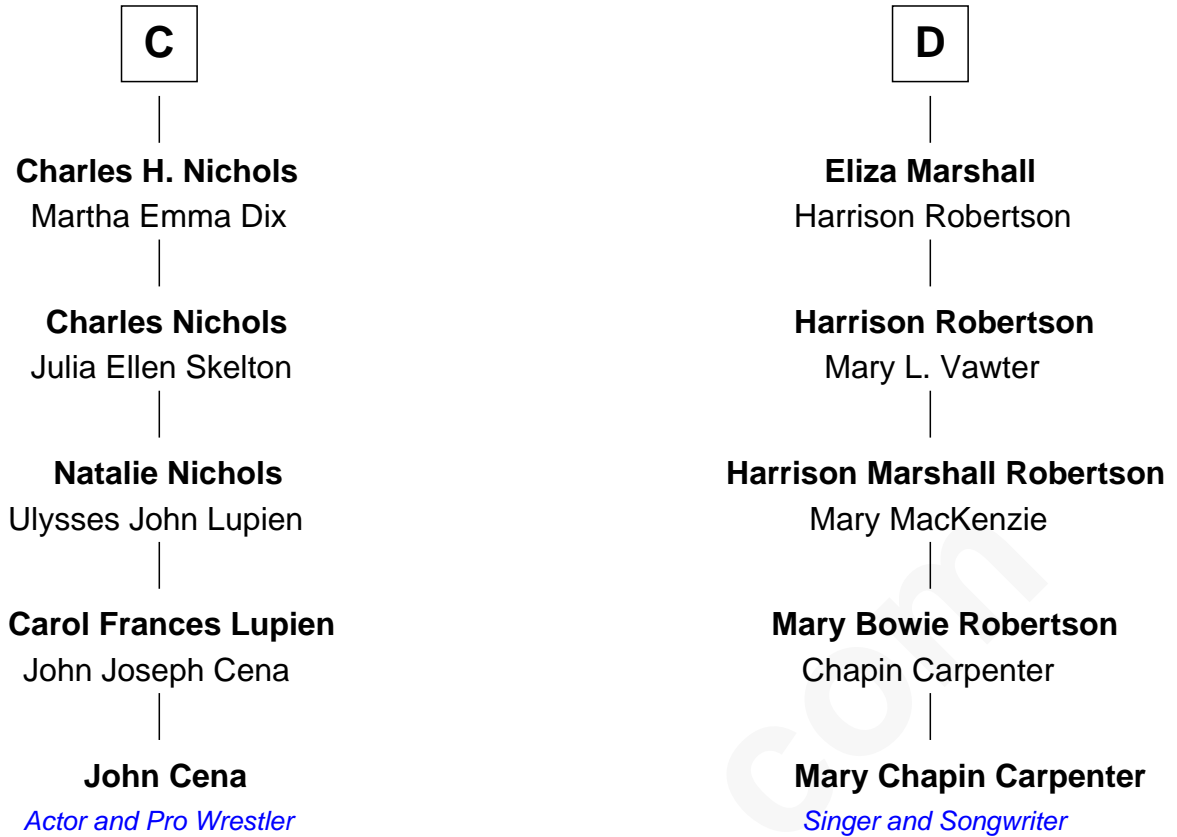 C
Charles H. Nichols
Martha Emma Dix
Charles Nichols
Julia Ellen Skelton
Natalie Nichols
Ulysses John Lupien
Carol Frances Lupien
John Joseph Cena
John Cena
Actor and Pro Wrestler
D
Eliza Marshall
Harrison Robertson
Harrison Robertson
Mary L. Vawter
Harrison Marshall Robertson
Mary MacKenzie
Mary Bowie Robertson
Chapin Carpenter
Mary Chapin Carpenter
Singer and Songwriter
com